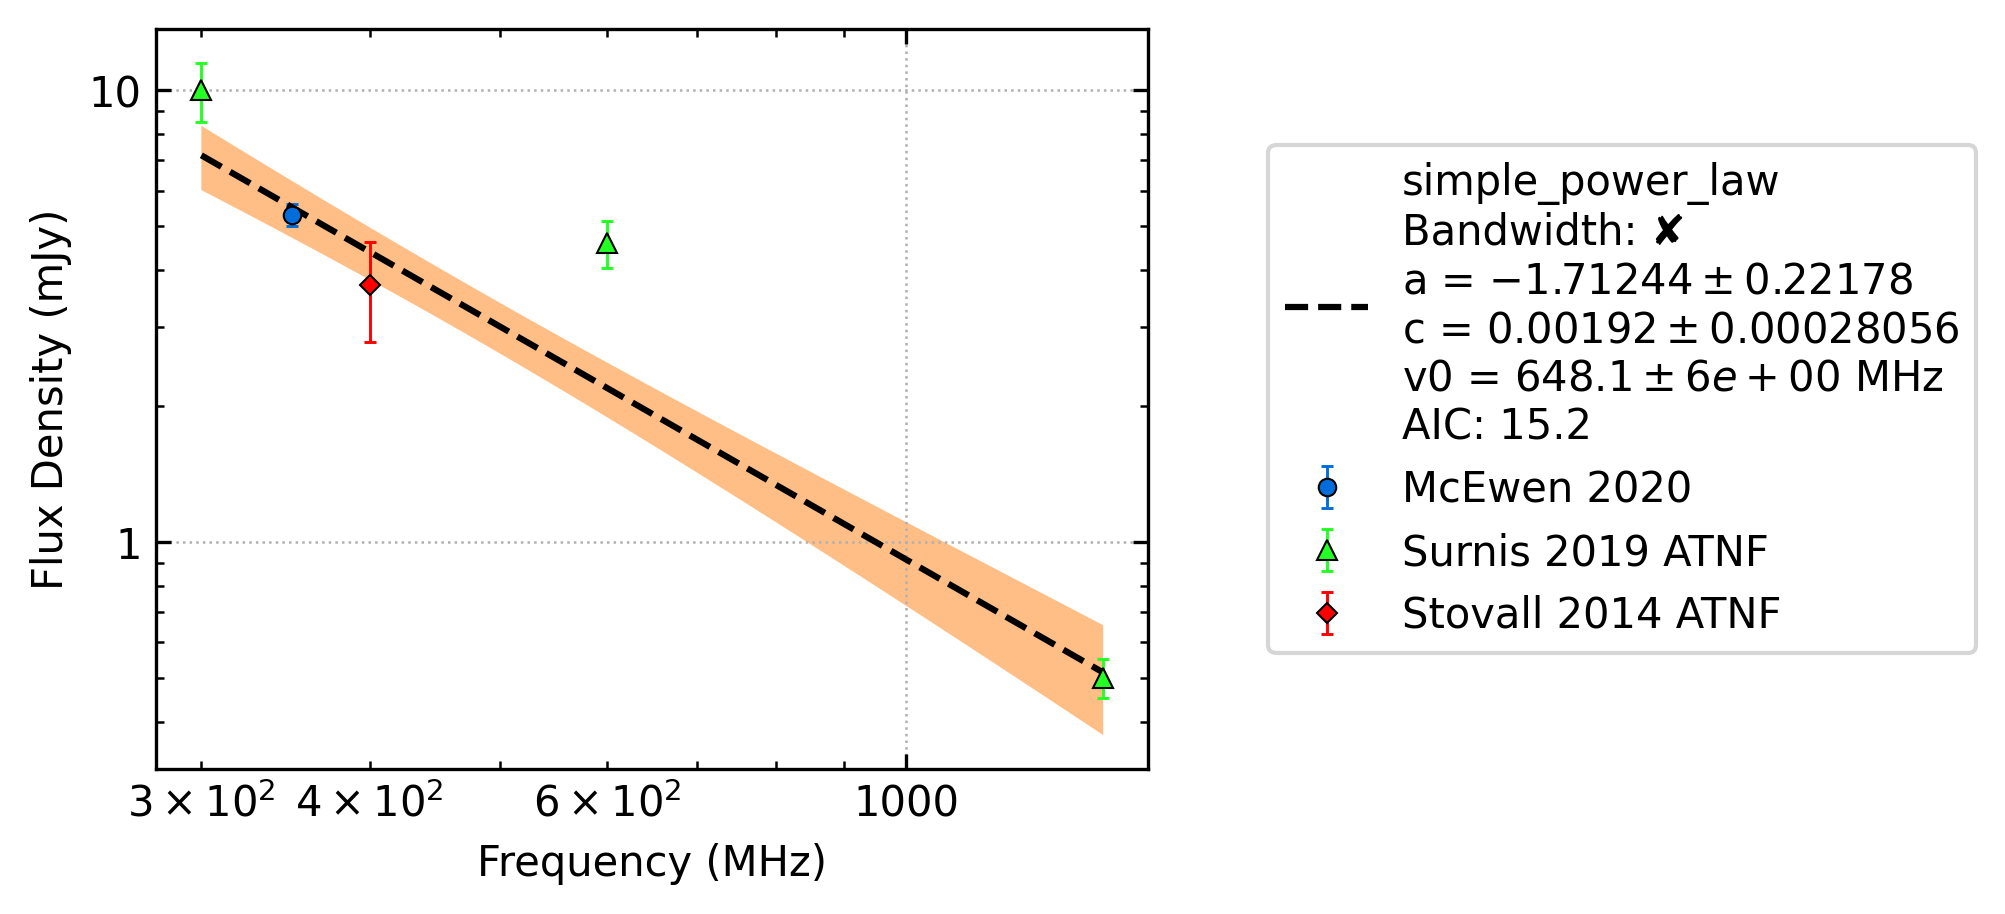 10
1
Flux Density (mJy)
3 × 10² 4 × 10² 6 × 10² 1000
Frequency (MHz)
simple_power_law
Bandwidth: ✘
a = −1.71244 ± 0.22178
c = 0.00192 ± 0.00028056
v0 = 648.1 ± 6e + 00 MHz
AIC: 15.2
McEwen 2020
Surnis 2019 ATNF
Stovall 2014 ATNF